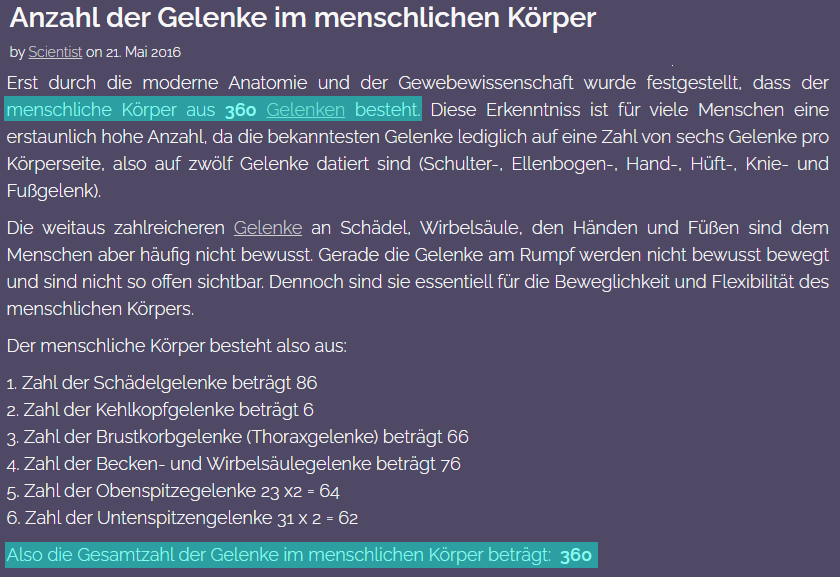 Anzahl der Gelenke im menschlichen Körper
by Scientist on 21. Mai 2016
Erst durch die moderne Anatomie und der Gewebewissenschaft wurde festgestellt, dass der
menschliche Körper aus 360 Gelenken besteht. Diese Erkenntniss ist für viele Menschen eine
erstaunlich hohe Anzahl, da die bekanntesten Gelenke lediglich auf eine Zahl von sechs Gelenke pro
Körperseite, also auf zwölf Gelenke datiert sind (Schulter-, Ellenbogen-, Hand-, Hüft-, Knie- und
Fußgelenk).
Die weitaus zahlreicheren Gelenke an Schädel, Wirbelsäule, den Händen und Füßen sind dem
Menschen aber häufig nicht bewusst. Gerade die Gelenke am Rumpf werden nicht bewusst bewegt
und sind nicht so offen sichtbar. Dennoch sind sie essentiell für die Beweglichkeit und Flexibilität des
menschlichen Körpers.
Der menschliche Körper besteht also aus:
1. Zahl der Schädelgelenke beträgt 86
2. Zahl der Kehlkopfgelenke beträgt 6
3. Zahl der Brustkorbgelenke (Thoraxgelenke) beträgt 66
4. Zahl der Becken- und Wirbelsäulegelenke beträgt 76
5. Zahl der Obenspitzegelenke 23 x2 = 64
6. Zahl der Untenspitzengelenke 31 x 2 = 62
Also die Gesamtzahl der Gelenke im menschlichen Körper beträgt: 360